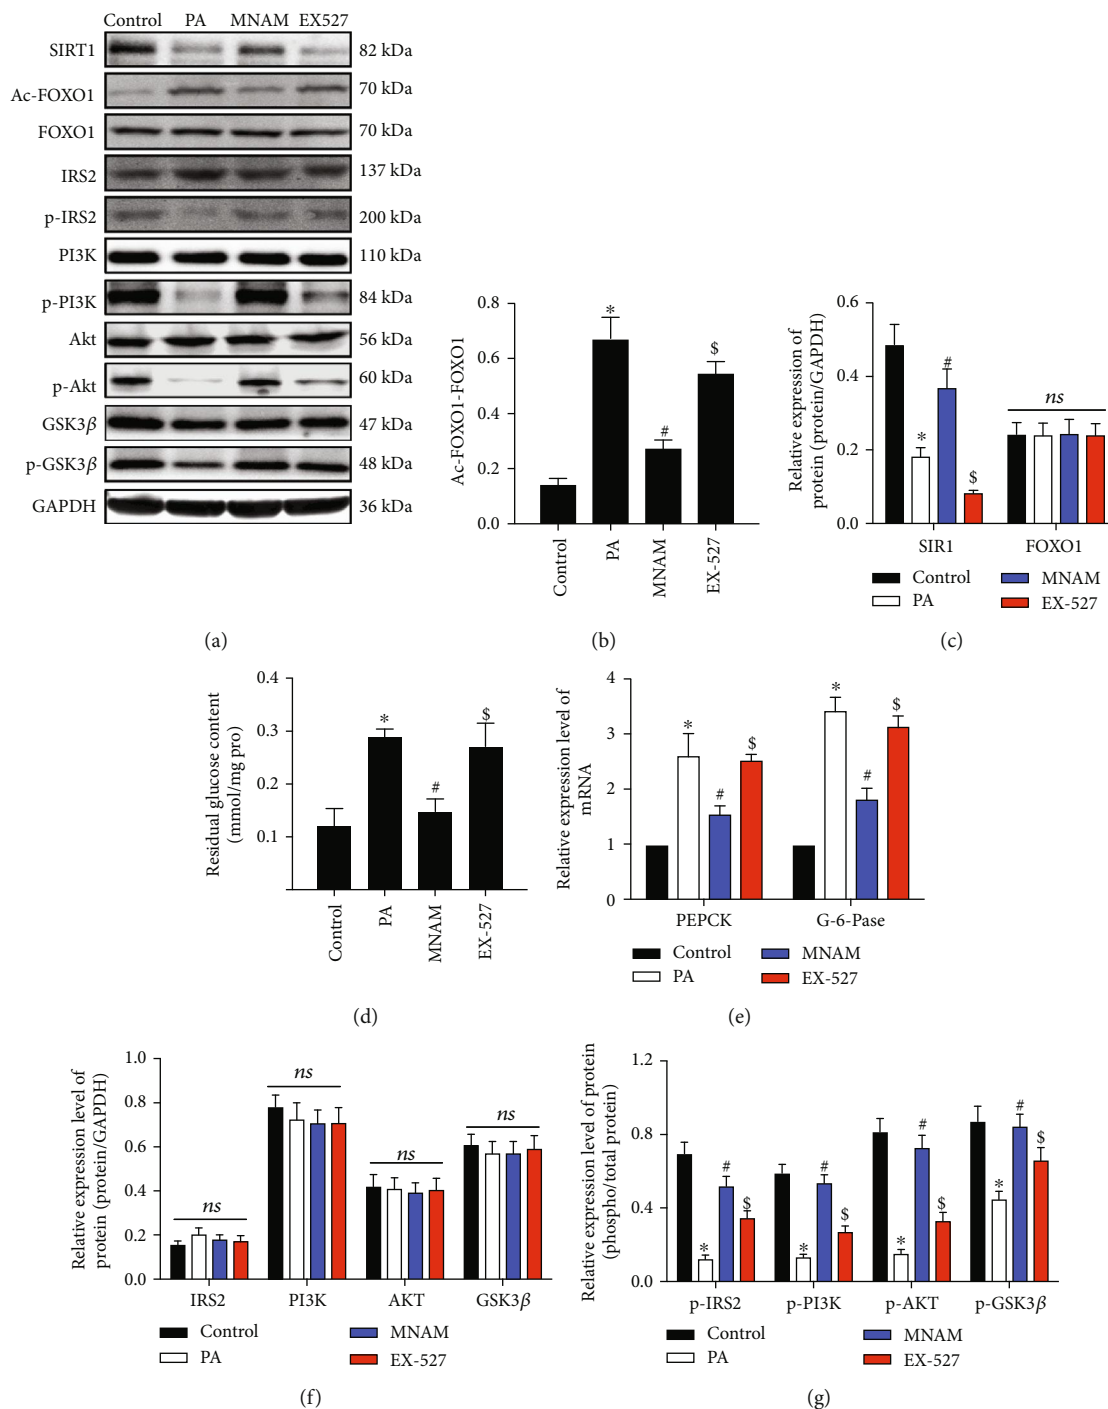 Control PA MNAM EX527
SIRT1 82 kDa
Ac-FOXO1 70 kDa
FOXO1 70 kDa
IRS2 137 kDa
p-IRS2 200 kDa
PI3K 110 kDa
p-PI3K 84 kDa
Akt 56 kDa
p-Akt 60 kDa
GSK3β 47 kDa
p-GSK3β 48 kDa
GAPDH 36 kDa
(a)
Ac-FOXO1-FOXO1
0.8
0.6
0.4
0.2
0.0
* # $
Control PA MNAM EX-527
(b)
Relative expression of
protein (protein/GAPDH)
0.6
0.4
0.2
0.0
* # $ ns
SIR1 FOXO1
Control MNAM
PA EX-527
(c)
Residual glucose content
(mmol/mg pro)
0.4
0.3
0.2
0.1
* # $
Control PA MNAM EX-527
(d)
Relative expression level of
mRNA
4
3
2
1
0
* # $ * # $
PEPCK G-6-Pase
Control MNAM
PA EX-527
(e)
Relative expression level of
protein (protein/GAPDH)
1.0
0.8
0.6
0.4
0.2
0.0
ns ns ns ns
IRS2 PI3K AKT GSK3β
Control MNAM
PA EX-527
(f)
Relative expression level of protein
(phospho/total protein)
1.2
0.8
0.4
0.0
* # $ * # $ * # $ * # $
p-IRS2 p-PI3K p-AKT p-GSK3β
Control MNAM
PA EX-527
(g)